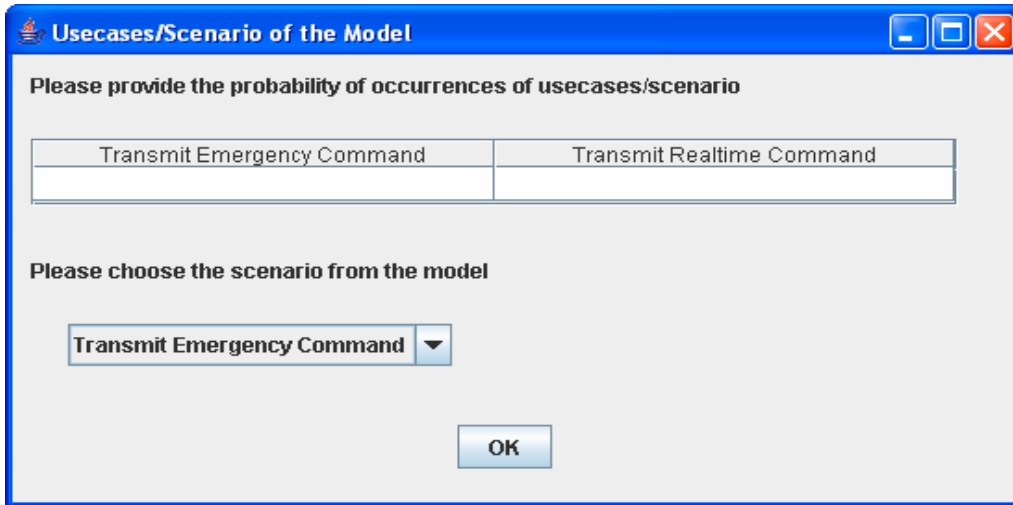 Usecases/Scenario of the Model
Please provide the probability of occurrences of usecases/scenario
Transmit Emergency Command Transmit Realtime Command
Please choose the scenario from the model
Transmit Emergency Command
OK